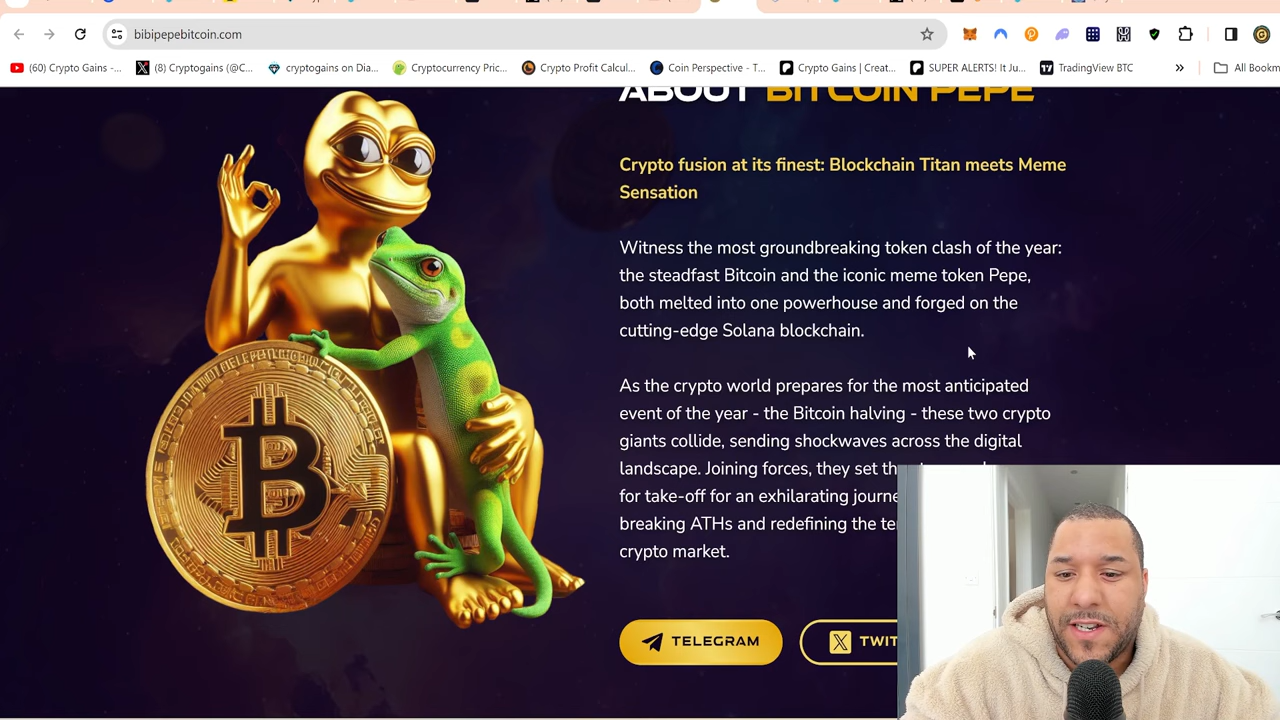 bibipepebitcoin.com
(60) Crypto Gains -...
(8) Cryptogains (@C...
cryptogains on Dia...
Cryptocurrency Pric...
Crypto Profit Calcul...
Coin Perspective - T...
Crypto Gains | Creat...
SUPER ALERTS! It Ju...
TradingView BTC
»
All Bookm
ABOUT BITCOIN PEPE
Crypto fusion at its finest: Blockchain Titan meets Meme
Sensation
Witness the most groundbreaking token clash of the year:
the steadfast Bitcoin and the iconic meme token Pepe,
both melted into one powerhouse and forged on the
cutting-edge Solana blockchain.
As the crypto world prepares for the most anticipated
event of the year - the Bitcoin halving - these two crypto
giants collide, sending shockwaves across the digital
landscape. Joining forces, they set th
for take-off for an exhilarating journe
breaking ATHs and redefining the te
crypto market.
TELEGRAM
X TWIT